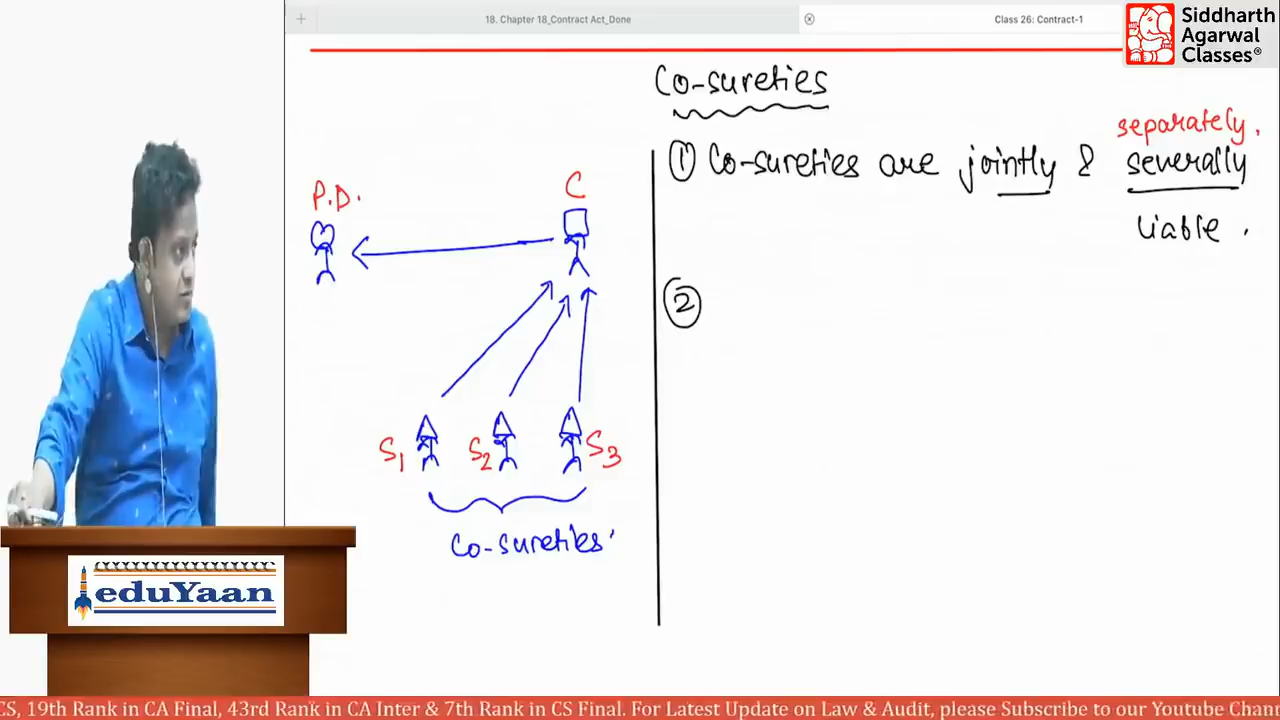 18. Chapter 18_Contract Act_Done
Class 26: Contract-1
Siddharth
Agarwal
Classes®
Co-sureties
separately.
① Co-sureties are jointly & severally
liable.
②
P.D.
C
S1
S2
S3
Co-sureties
eduYaan
CS, 19th Rank in CA Final, 43rd Rank in CA Inter & 7th Rank in CS Final. For Latest Update on Law & Audit, please Subscribe to our Youtube Chan